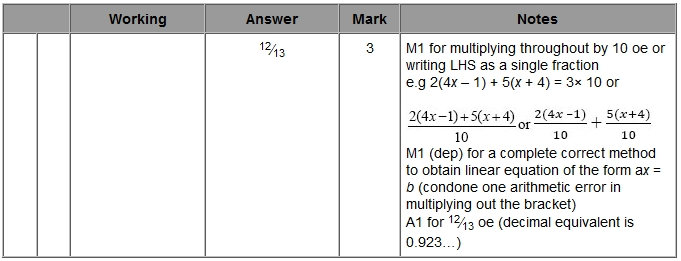 Working Answer Mark Notes
12/13 3 M1 for multiplying throughout by 10 oe or
writing LHS as a single fraction
e.g 2(4x – 1) + 5(x + 4) = 3× 10 or
2(4x−1)+5(x+4)/10 or 2(4x −1)/10 + 5(x+4)/10
M1 (dep) for a complete correct method
to obtain linear equation of the form ax =
b (condone one arithmetic error in
multiplying out the bracket)
A1 for 12/13 oe (decimal equivalent is
0.923...)